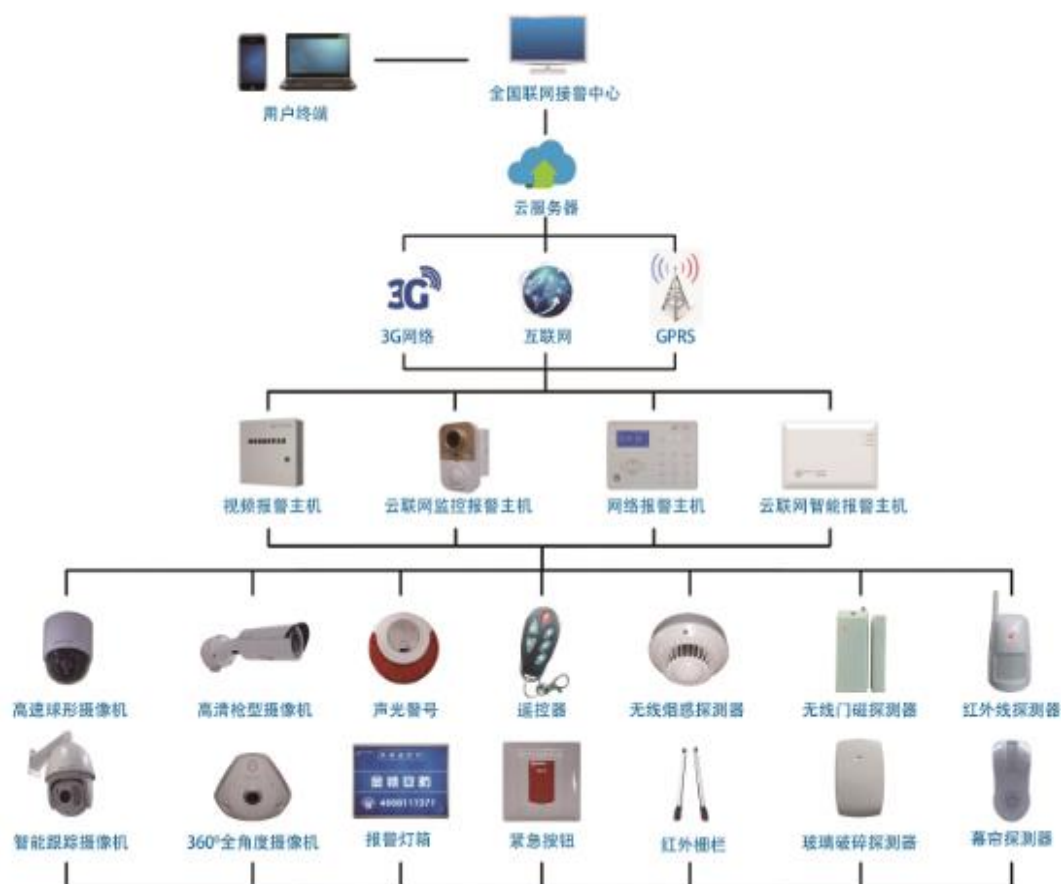 用户终端
全国联网接警中心
云服务器
3G
3G网络
互联网
GPRS
视频报警主机
云联网监控报警主机
网络报警主机
云联网智能报警主机
高速球形摄像机
高清枪型摄像机
声光警号
遥控器
无线烟感探测器
无线门磁探测器
红外线探测器
智能跟踪摄像机
360°全角度摄像机
报警灯箱
紧急按钮
红外栅栏
玻璃破碎探测器
幕帘探测器